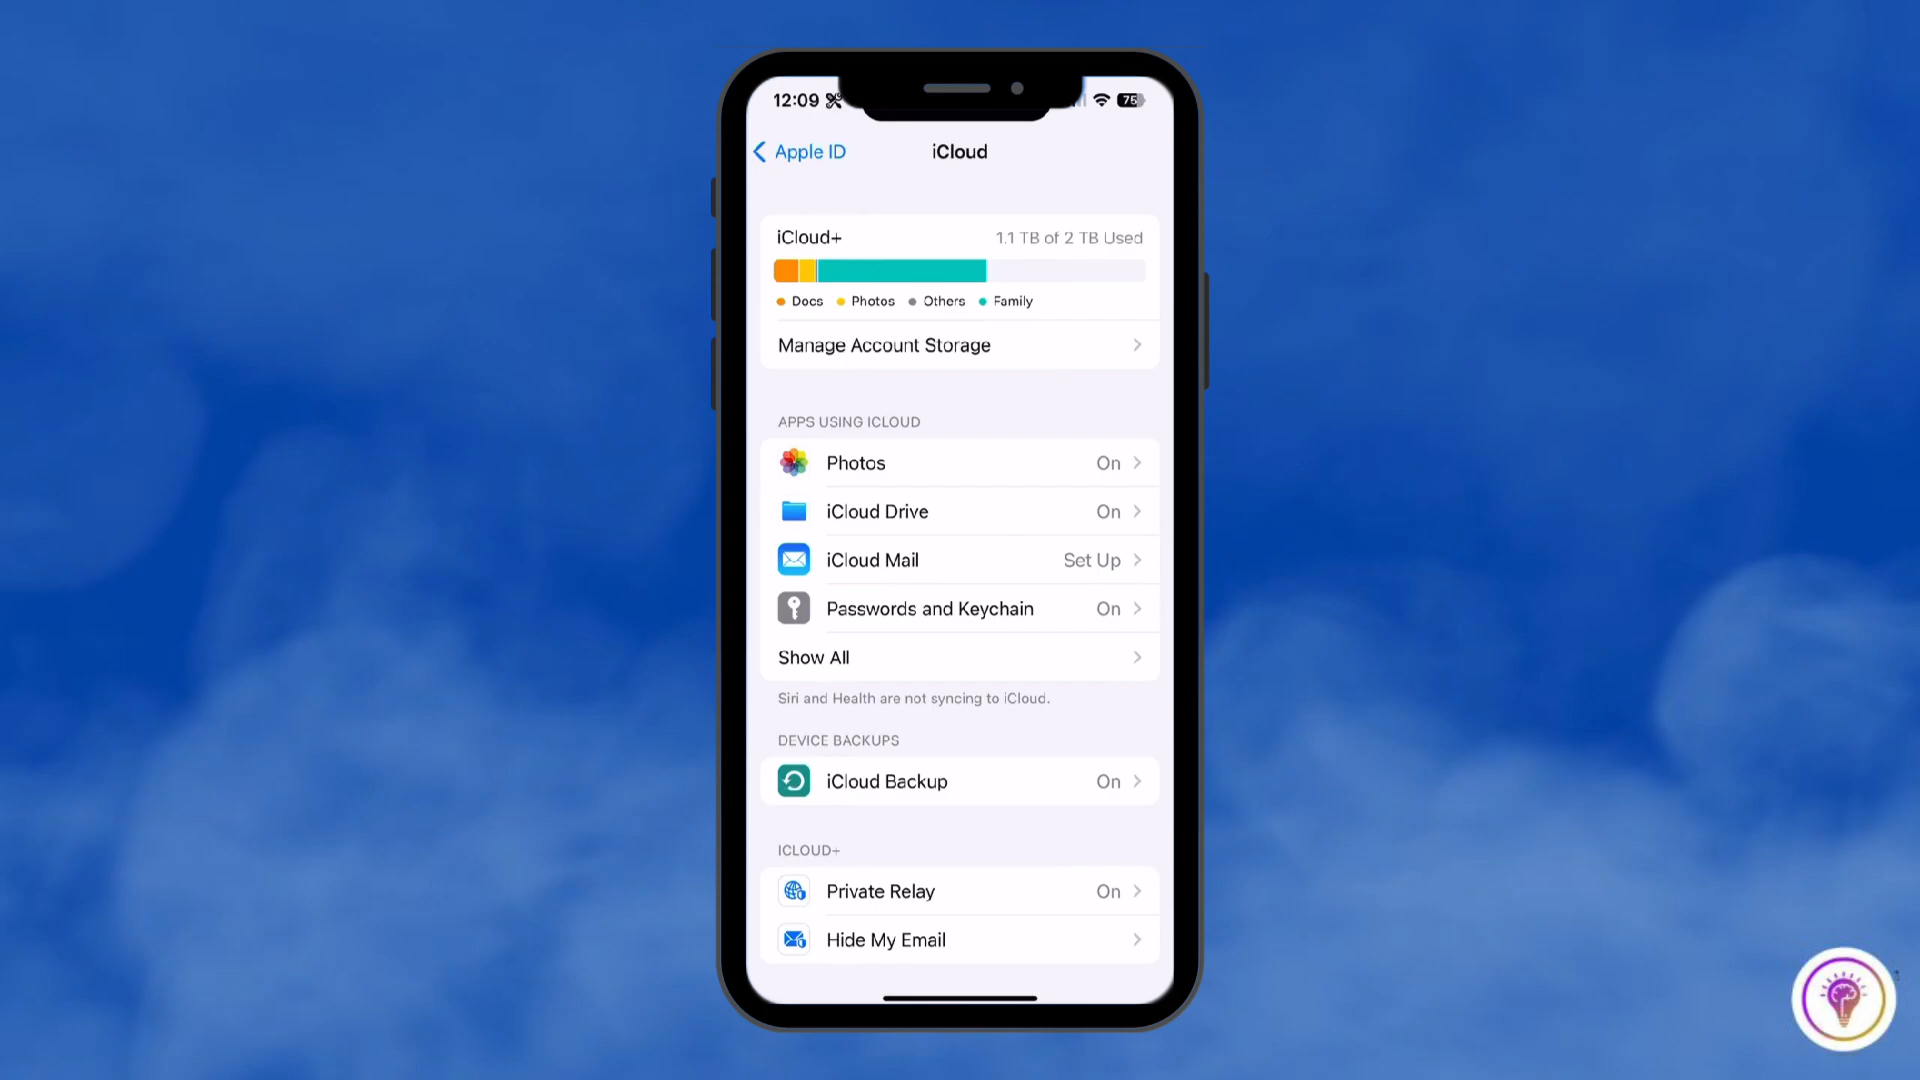 12:09
75
Apple ID
iCloud
iCloud+
1.1 TB of 2 TB Used
Docs Photos Others Family
Manage Account Storage
APPS USING ICLOUD
Photos On
iCloud Drive On
iCloud Mail Set Up
Passwords and Keychain On
Show All
Siri and Health are not syncing to iCloud.
DEVICE BACKUPS
iCloud Backup On
ICLOUD+
Private Relay On
Hide My Email